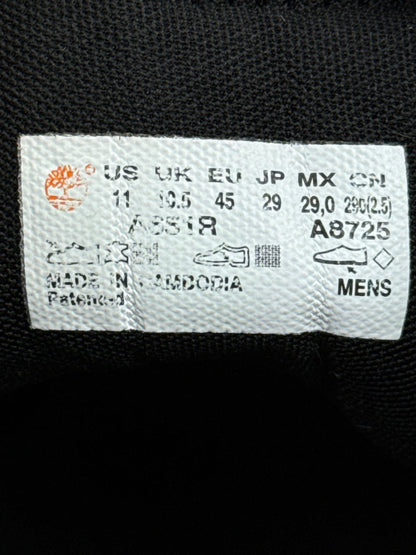 US UK EU JP MX CN
11 10.5 45 29 29,0 290(2.5)
A8725
MADE IN CAMBODIA
Patented
MENS